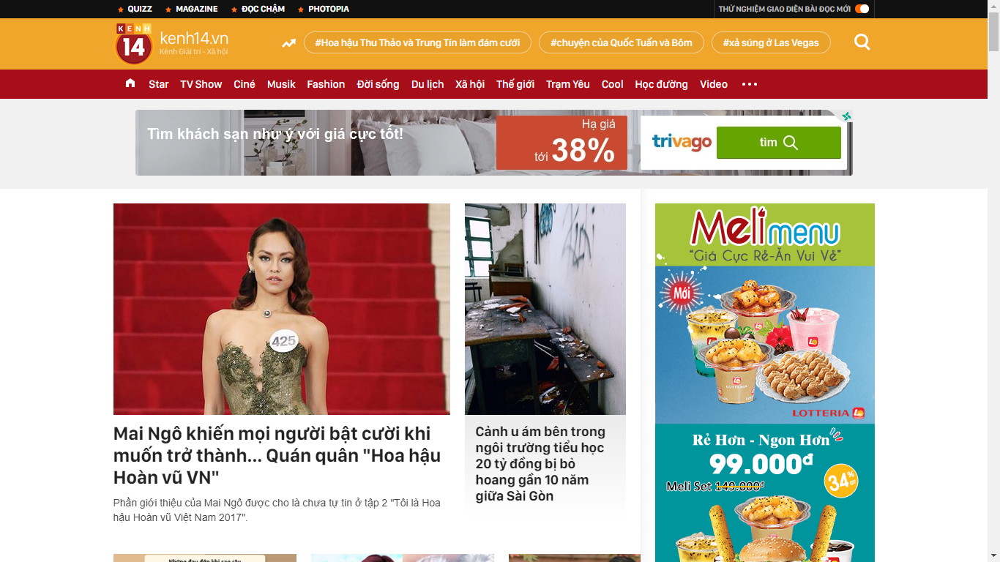 QUIZZ
MAGAZINE
ĐỌC CHẬM
PHOTOPIA
THỬ NGHIỆM GIAO DIỆN BÀI ĐỌC MỚI
KENH
14
kenh14.vn
Kênh Giải trí - Xã hội
#Hoa hậu Thu Thảo và Trung Tín làm đám cưới
#chuyện của Quốc Tuấn và Bôm
#xả súng ở Las Vegas
Star TV Show Ciné Musik Fashion Đời sống Du lịch Xã hội Thế giới Trạm Yêu Cool Học đường Video
Tìm khách sạn như ý với giá cực tốt!
Hạ giá
tới 38%
trivago
tìm
425
Mai Ngô khiến mọi người bật cười khi
muốn trở thành... Quán quân "Hoa hậu
Hoàn vũ VN"
Phần giới thiệu của Mai Ngô được cho là chưa tự tin ở tập 2 "Tôi là Hoa
hậu Hoàn vũ Việt Nam 2017".
Cảnh u ám bên trong
ngôi trường tiểu học
20 tỷ đồng bị bỏ
hoang gần 10 năm
giữa Sài Gòn
Meli menu
"Giá Cực Rẻ-Ăn Vui Vẻ"
Mới
LOTTERIA
LOTTERIA
Rẻ Hơn - Ngon Hơn
99.000đ
Meli Set 149.000đ
34%
Những đau đớn khi sao sâu